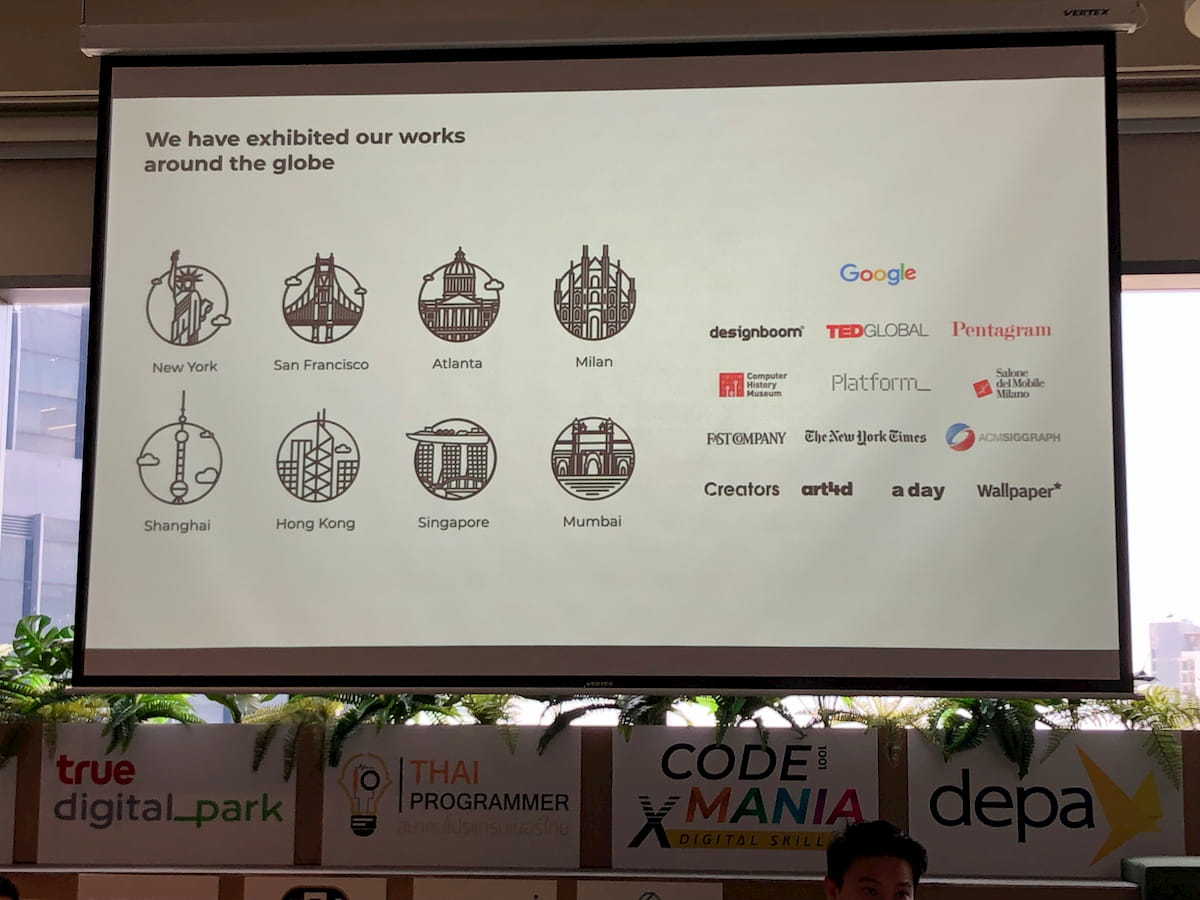 VERTEX
We have exhibited our works
around the globe
New York
San Francisco
Atlanta
Milan
Shanghai
Hong Kong
Singapore
Mumbai
Google
designboom®
TEDGLOBAL
Pentagram
Computer
History
Museum
Platform_
Salone
del Mobile
Milano
FAST COMPANY
The New York Times
ACMSIGGRAPH
Creators
art4d
a day
Wallpaper*
VERTEX
true
digital_park
THAI
PROGRAMMER
สมาคมโปรแกรมเมอร์ไทย
CODE
1001
X MANIA
DIGITAL SKILL
depa